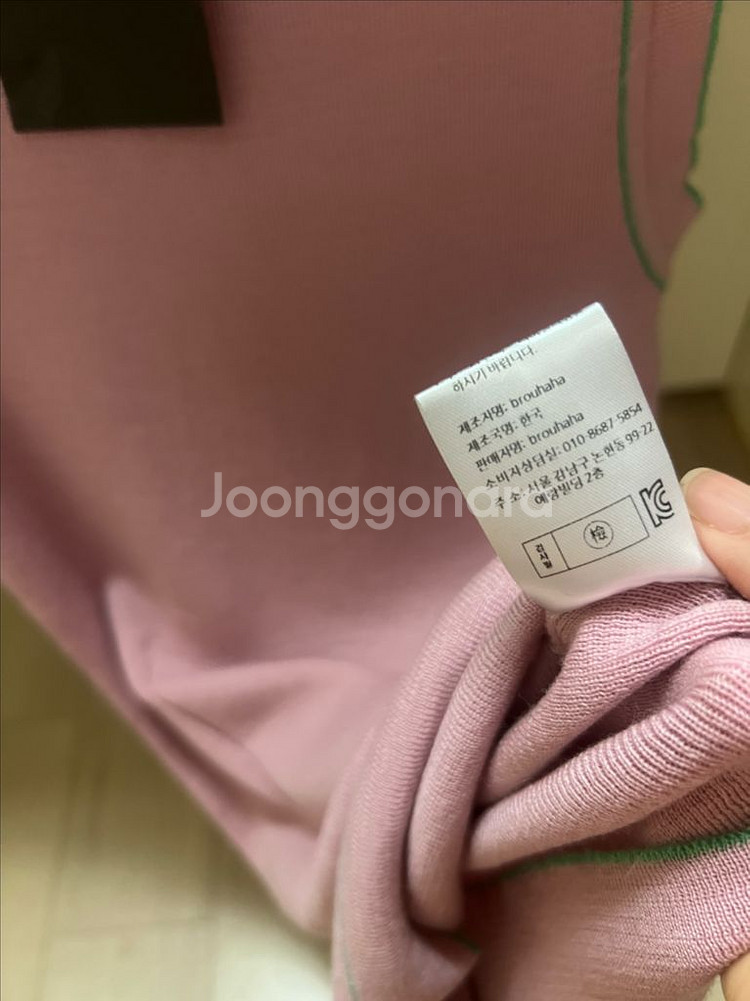 하시기 바랍니다.
제조자명: brouhaha
제조국명: 한국
판매자명: brouhaha
소비자상담실: 010-8687-5854
주 소: 서울 강남구 논현동 99-22
예람빌딩 2층
검사필
檢
Joonggonara